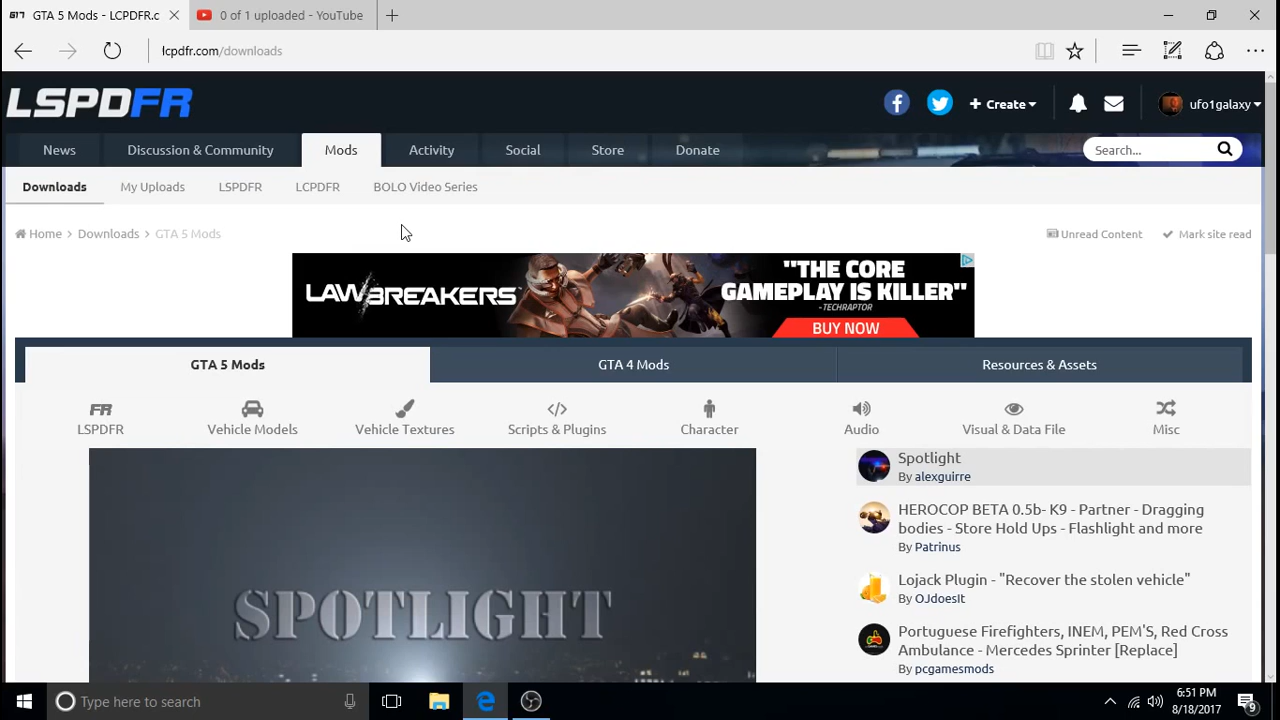 GTA 5 Mods - LCPDFR.c
0 of 1 uploaded - YouTube
lcpdfr.com/downloads
LSPDFR
Create
ufo1galaxy
News
Discussion & Community
Mods
Activity
Social
Store
Donate
Search...
Downloads
My Uploads
LSPDFR
LCPDFR
BOLO Video Series
Home > Downloads > GTA 5 Mods
Unread Content
Mark site read
LAWBREAKERS
"THE CORE
GAMEPLAY IS KILLER"
-TECHRAPTOR
BUY NOW
GTA 5 Mods
GTA 4 Mods
Resources & Assets
FR
LSPDFR
Vehicle Models
Vehicle Textures
Scripts & Plugins
Character
Audio
Visual & Data File
Misc
SPOTLIGHT
Spotlight
By alexguirre
HEROCOP BETA 0.5b- K9 - Partner - Dragging
bodies - Store Hold Ups - Flashlight and more
By Patrinus
Lojack Plugin - "Recover the stolen vehicle"
By OJdoesIt
Portuguese Firefighters, INEM, PEM'S, Red Cross
Ambulance - Mercedes Sprinter [Replace]
By pcgamesmods
Type here to search
6:51 PM
8/18/2017
9